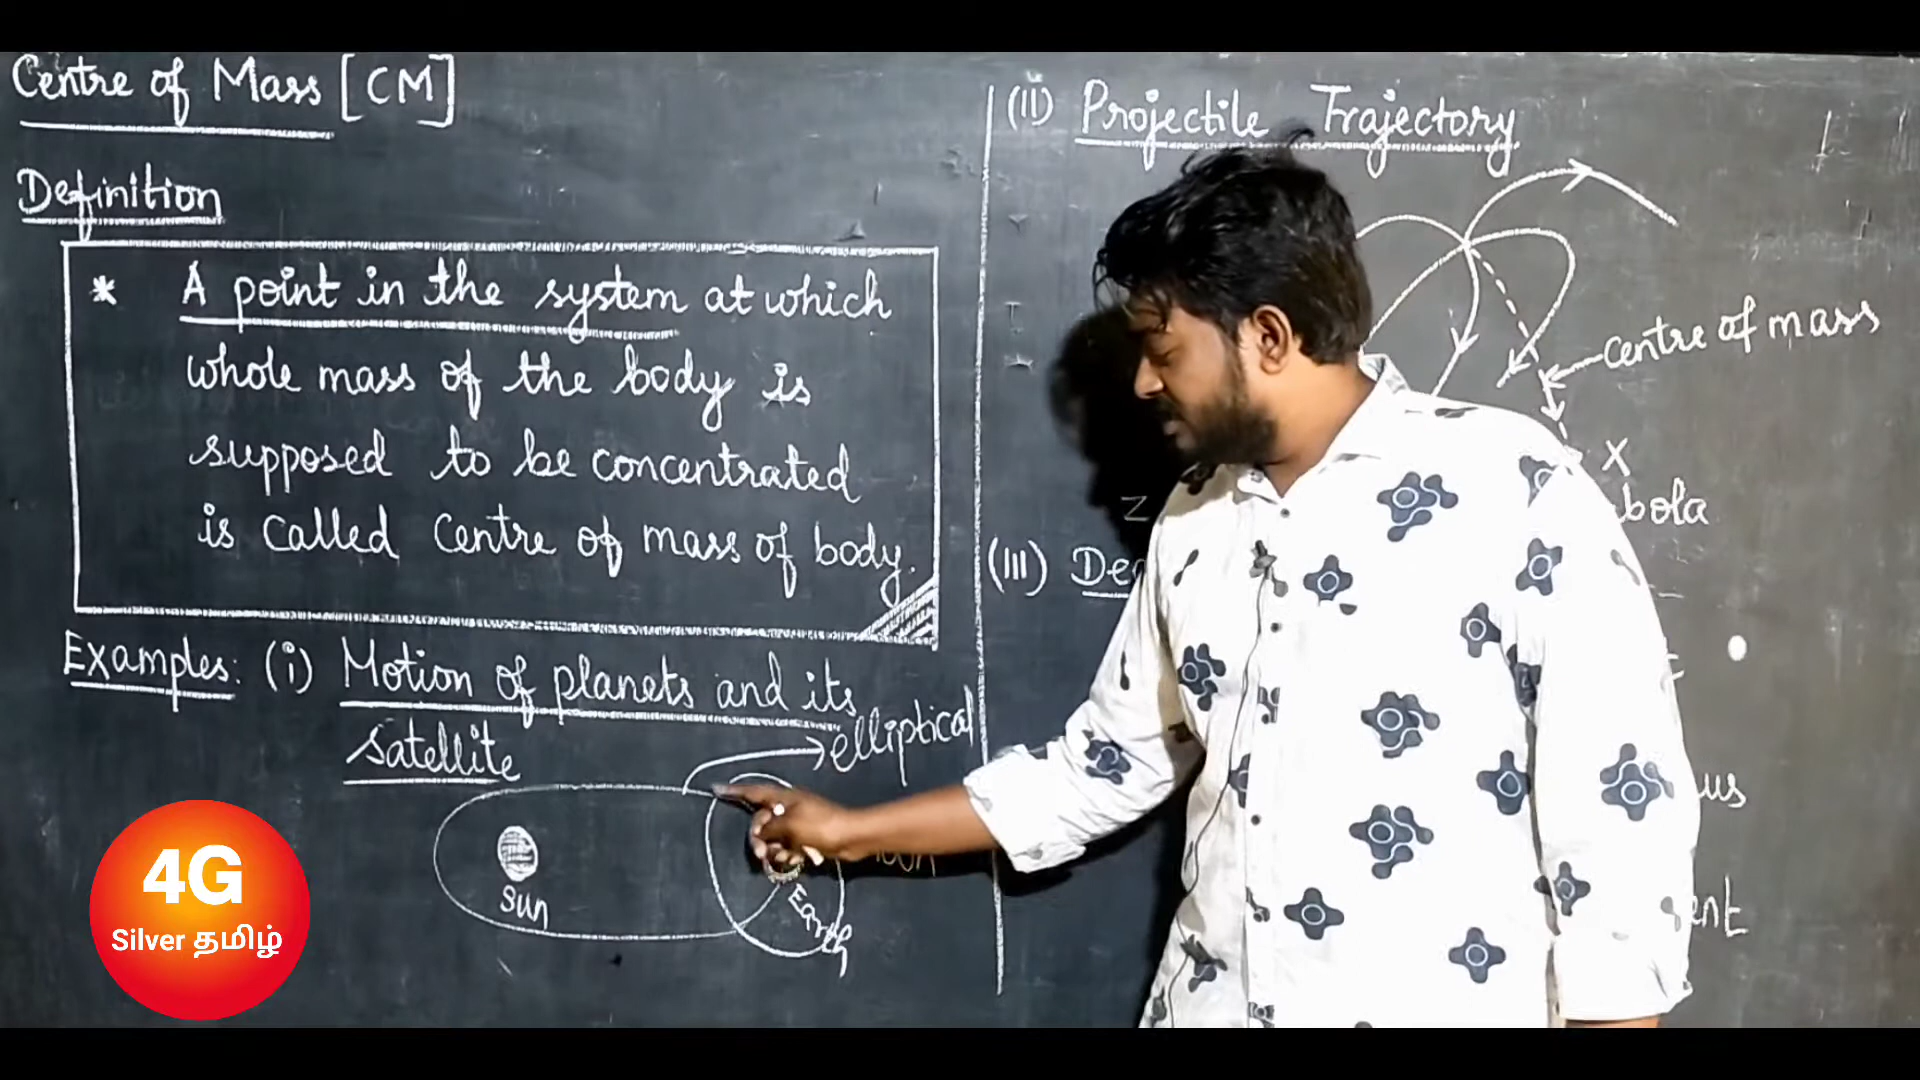 Centre of Mass [CM]
Definition
* A point in the system at which
whole mass of the body is
supposed to be concentrated
is called centre of mass of body.
Examples: (i) Motion of planets and its
satellite
elliptical
Sun
Earth
(ii) Projectile Trajectory
centre of mass
X
Z
bola
(III)
4G
Silver தமிழ்